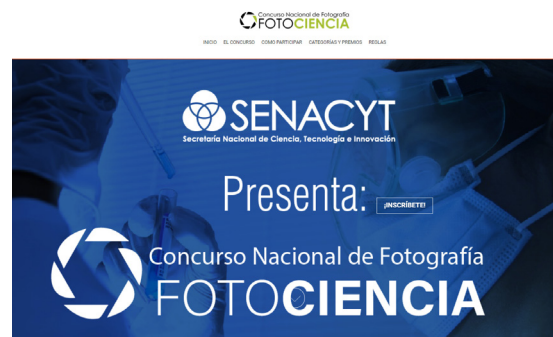 Concurso Nacional de Fotografía
FOTOCIENCIA
INICIO EL CONCURSO COMO PARTICIPAR CATEGORÍAS Y PREMIOS REGLAS
SENACYT
Secretaría Nacional de Ciencia, Tecnología e Innovación
Presenta: ¡INSCRÍBETE!
Concurso Nacional de Fotografía
FOTOCIENCIA